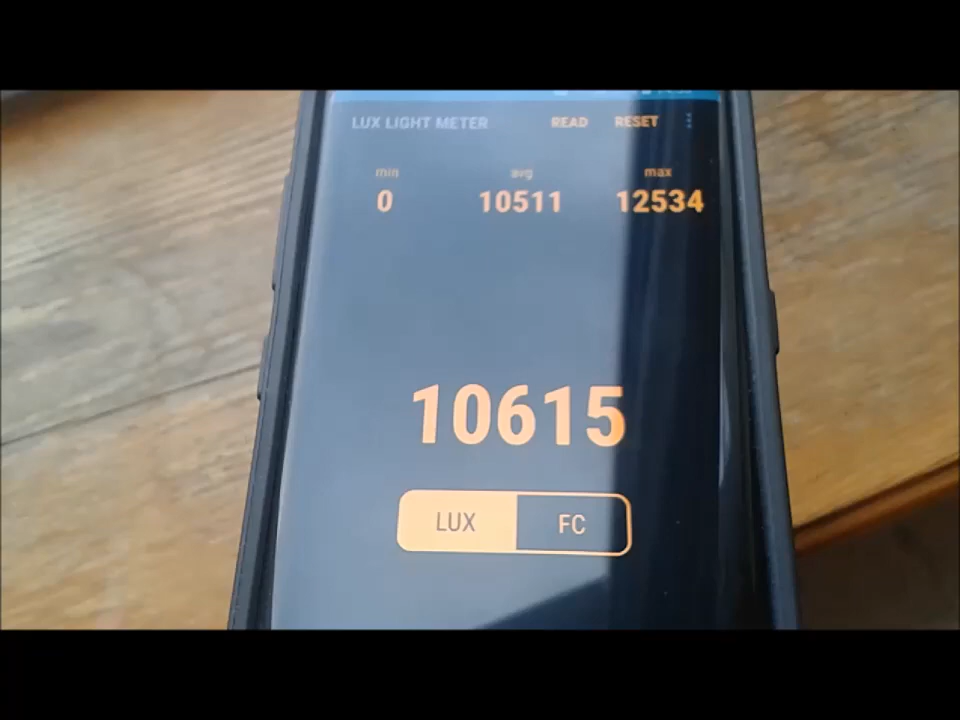 LUX LIGHT METER READ RESET
min avg max
0 10511 12534
10615
LUX FC